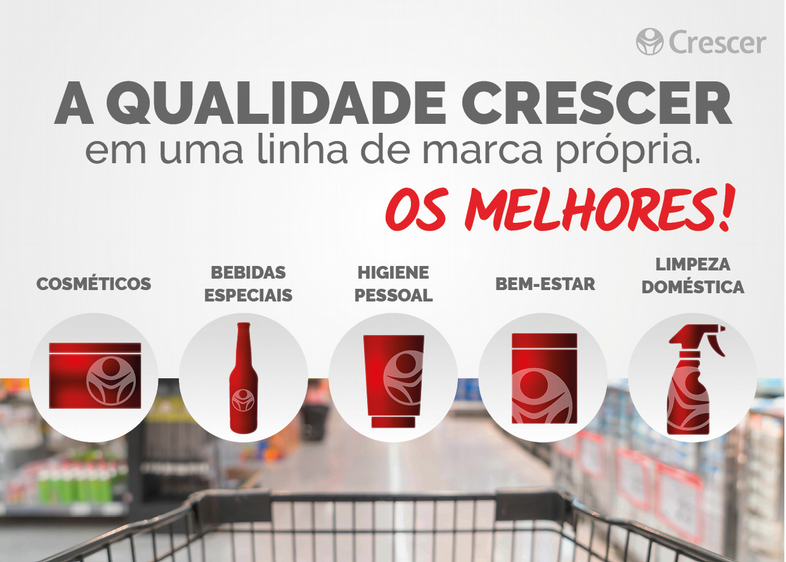 Crescer
A QUALIDADE CRESCER
em uma linha de marca própria.
OS MELHORES!
COSMÉTICOS
BEBIDAS
ESPECIAIS
HIGIENE
PESSOAL
BEM-ESTAR
LIMPEZA
DOMÉSTICA